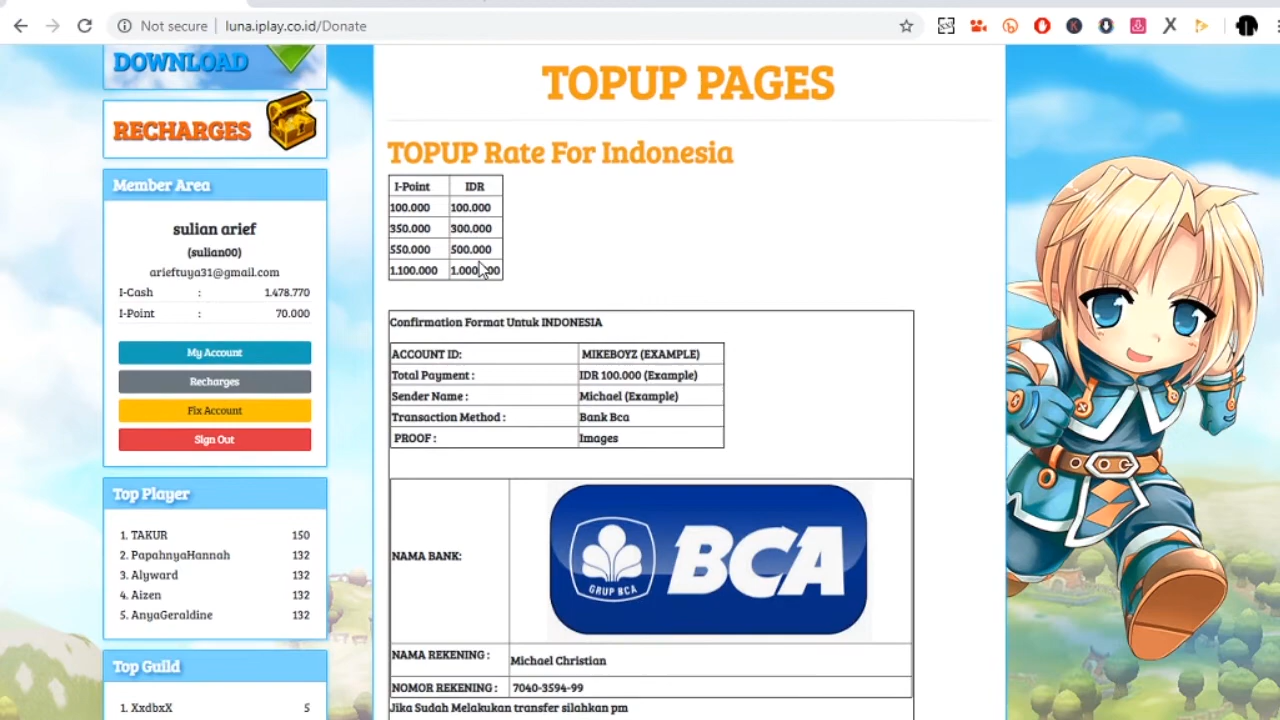 Not secure | luna.iplay.co.id/Donate
DOWNLOAD
RECHARGES
Member Area
sulian arief
(sulian00)
arieftuya31@gmail.com
I-Cash : 1.478.770
I-Point : 70.000
My Account
Recharges
Fix Account
Sign Out
Top Player
1. TAKUR 150
2. PapahnyaHannah 132
3. Alyward 132
4. Aizen 132
5. AnyaGeraldine 132
Top Guild
1. XxdbxX 5
TOPUP PAGES
TOPUP Rate For Indonesia
I-Point IDR
100.000 100.000
350.000 300.000
550.000 500.000
1.100.000
Confirmation Format Untuk INDONESIA
ACCOUNT ID: MIKEBOYZ (EXAMPLE)
Total Payment : IDR 100.000 (Example)
Sender Name : Michael (Example)
Transaction Method : Bank Bca
PROOF : Images
NAMA BANK:
GRUP BCA
BCA
NAMA REKENING : Michael Christian
NOMOR REKENING : 7040-3594-99
Jika Sudah Melakukan transfer silahkan pm